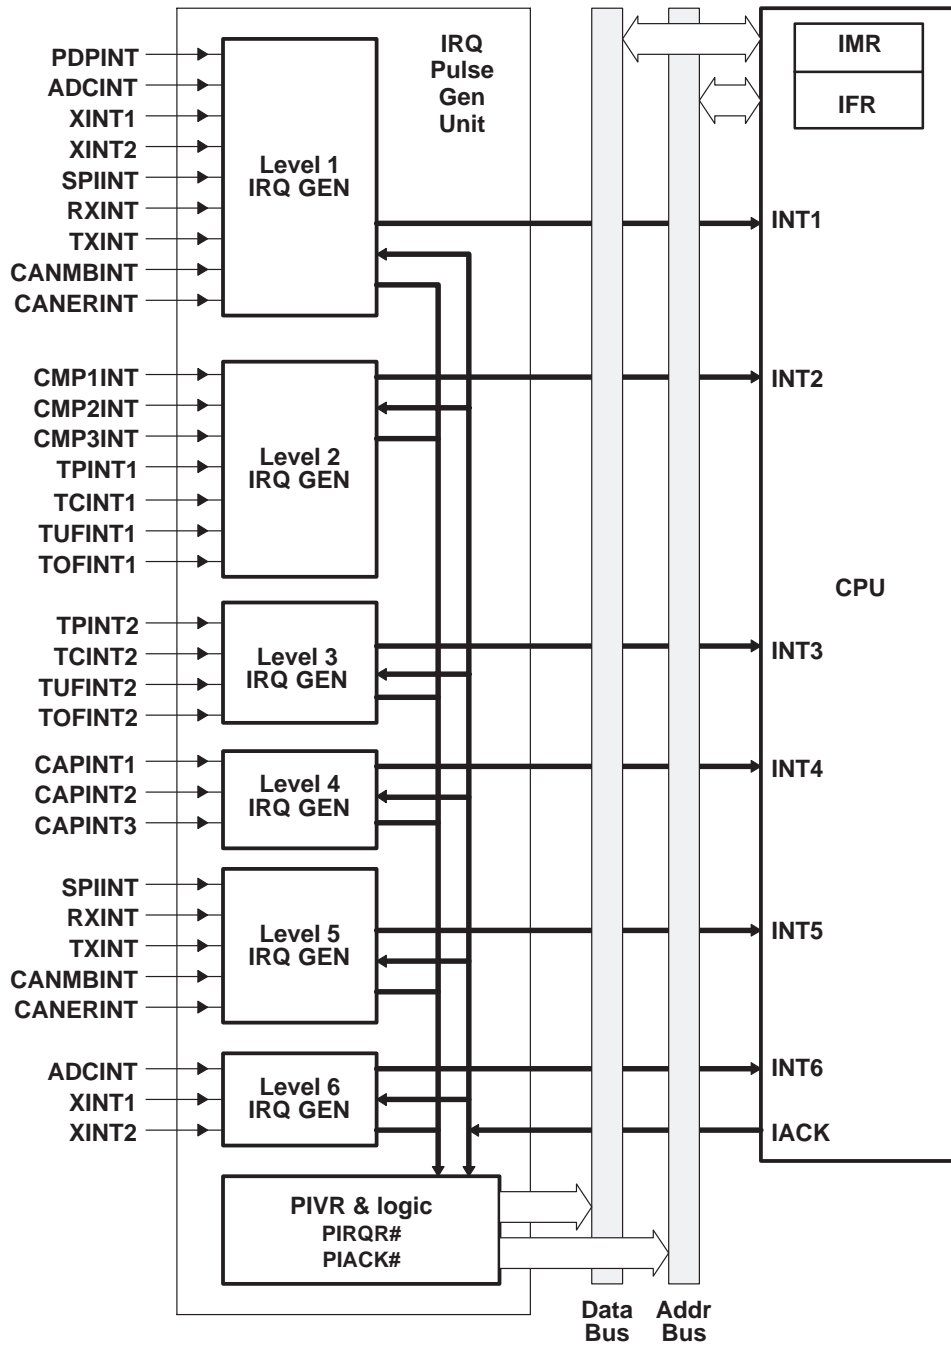 IRQ
Pulse
Gen
Unit
PDPINT
ADCINT
XINT1
XINT2
SPIINT
RXINT
TXINT
CANMBINT
CANERINT
Level 1
IRQ GEN
CMP1INT
CMP2INT
CMP3INT
TPINT1
TCINT1
TUFINT1
TOFINT1
Level 2
IRQ GEN
TPINT2
TCINT2
TUFINT2
TOFINT2
Level 3
IRQ GEN
CAPINT1
CAPINT2
CAPINT3
Level 4
IRQ GEN
SPIINT
RXINT
TXINT
CANMBINT
CANERINT
Level 5
IRQ GEN
ADCINT
XINT1
XINT2
Level 6
IRQ GEN
PIVR & logic
PIRQR#
PIACK#
Data
Bus
Addr
Bus
IMR
IFR
INT1
INT2
CPU
INT3
INT4
INT5
INT6
IACK